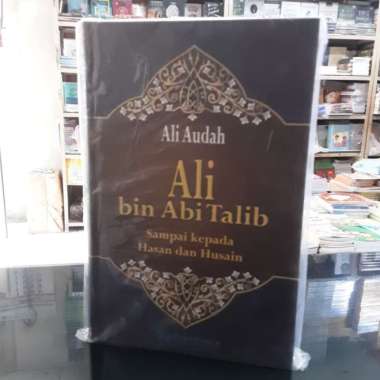 Ali Audah
Ali
bin Abi Talib
Sampai kepada
Hasan dan Husain